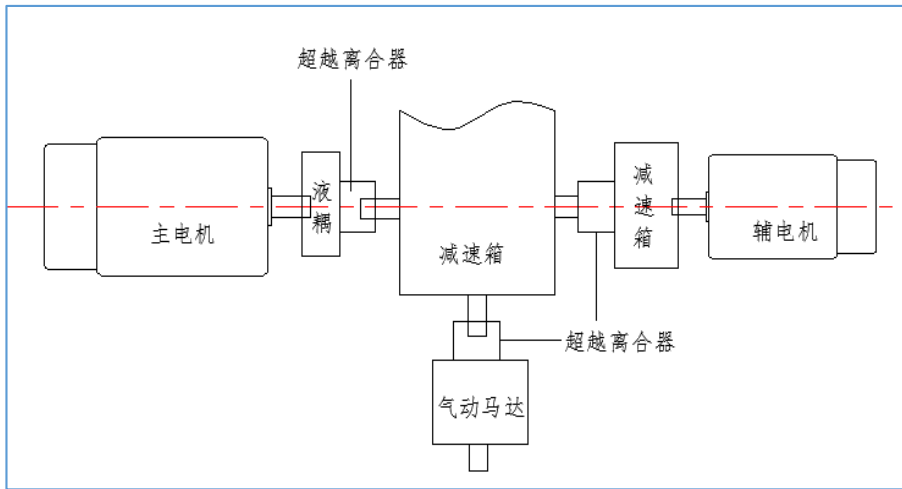 超越离合器
液耦
减速箱
主电机
减速箱
辅电机
超越离合器
气动马达